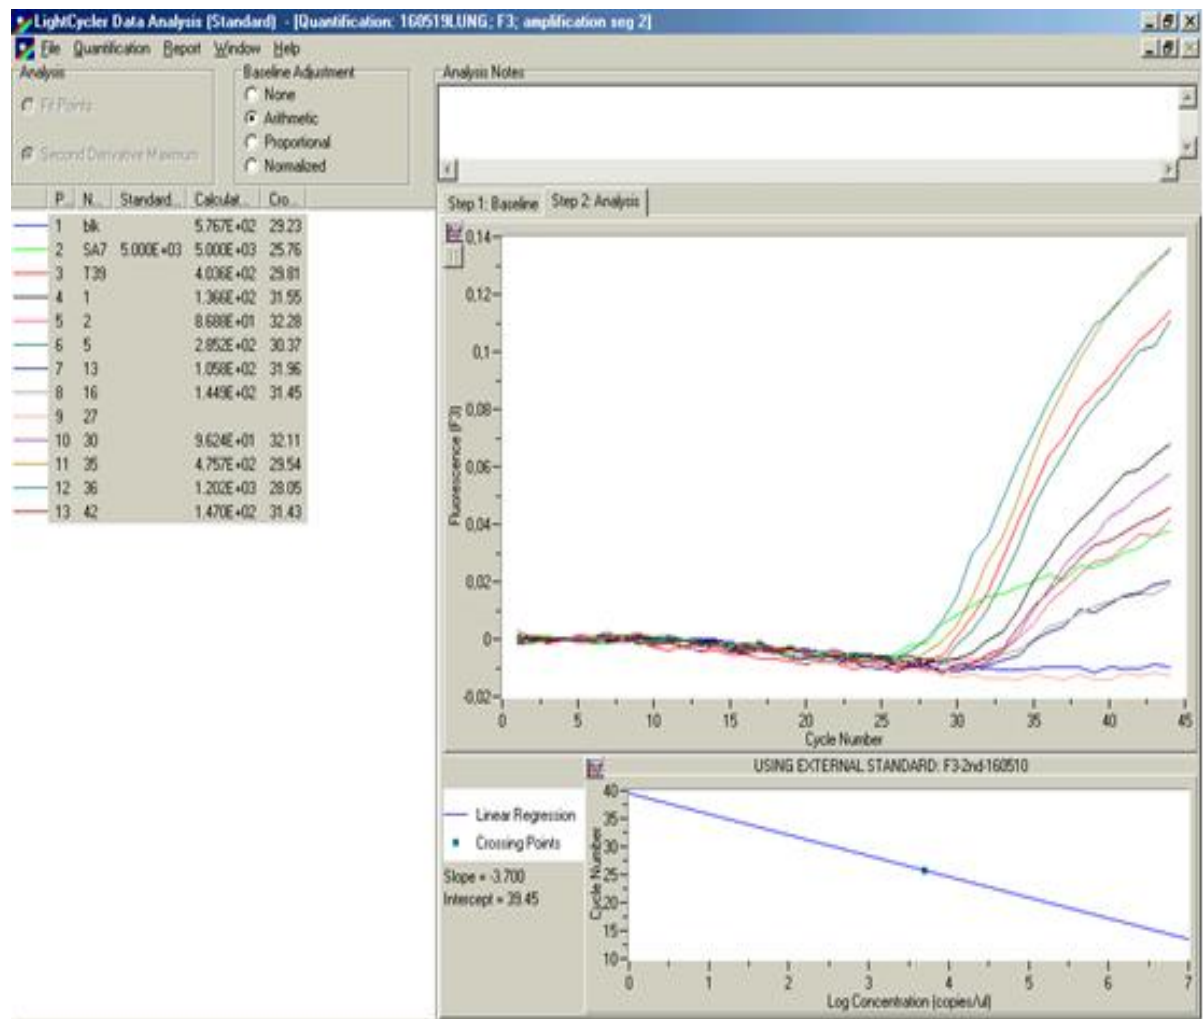 LightCycler Data Analysis (Standard) - [Quantification: 160519LUNG; F3; amplification seg 2]
File Quantification Report Window Help
Analysis
Fit Points
Second Derivative Maximum
Baseline Adjustment
None
Arithmetic
Proportional
Normalized
Analysis Notes
P... N... Standard... Calculat... Cro...
1 blk 5.767E+02 29.23
2 SA7 5.000E+03 5.000E+03 25.76
3 T39 4.036E+02 29.81
4 1 1.366E+02 31.55
5 2 8.688E+01 32.28
6 5 2.852E+02 30.37
7 13 1.058E+02 31.96
8 16 1.449E+02 31.45
9 27
10 30 9.624E+01 32.11
11 35 4.757E+02 29.54
12 36 1.202E+03 28.05
13 42 1.470E+02 31.43
Step 1: Baseline Step 2: Analysis
0,14
0,12
0,1
0,08
0,06
0,04
0,02
0
-0,02
Fluorescence (F3)
0 5 10 15 20 25 30 35 40 45
Cycle Number
USING EXTERNAL STANDARD: F3-2nd-160510
Linear Regression
Crossing Points
Slope = -3.700
Intercept = 39.45
40
35
30
25
20
15
10
Cycle Number
0 1 2 3 4 5 6 7
Log Concentration (copies/ul)